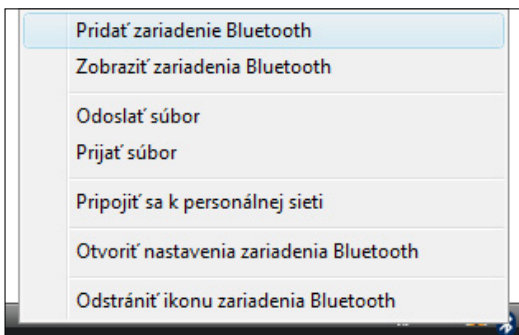 Pridať zariadenie Bluetooth
Zobraziť zariadenia Bluetooth
Odoslať súbor
Prijať súbor
Pripojiť sa k personálnej sieti
Otvoriť nastavenia zariadenia Bluetooth
Odstrániť ikonu zariadenia Bluetooth